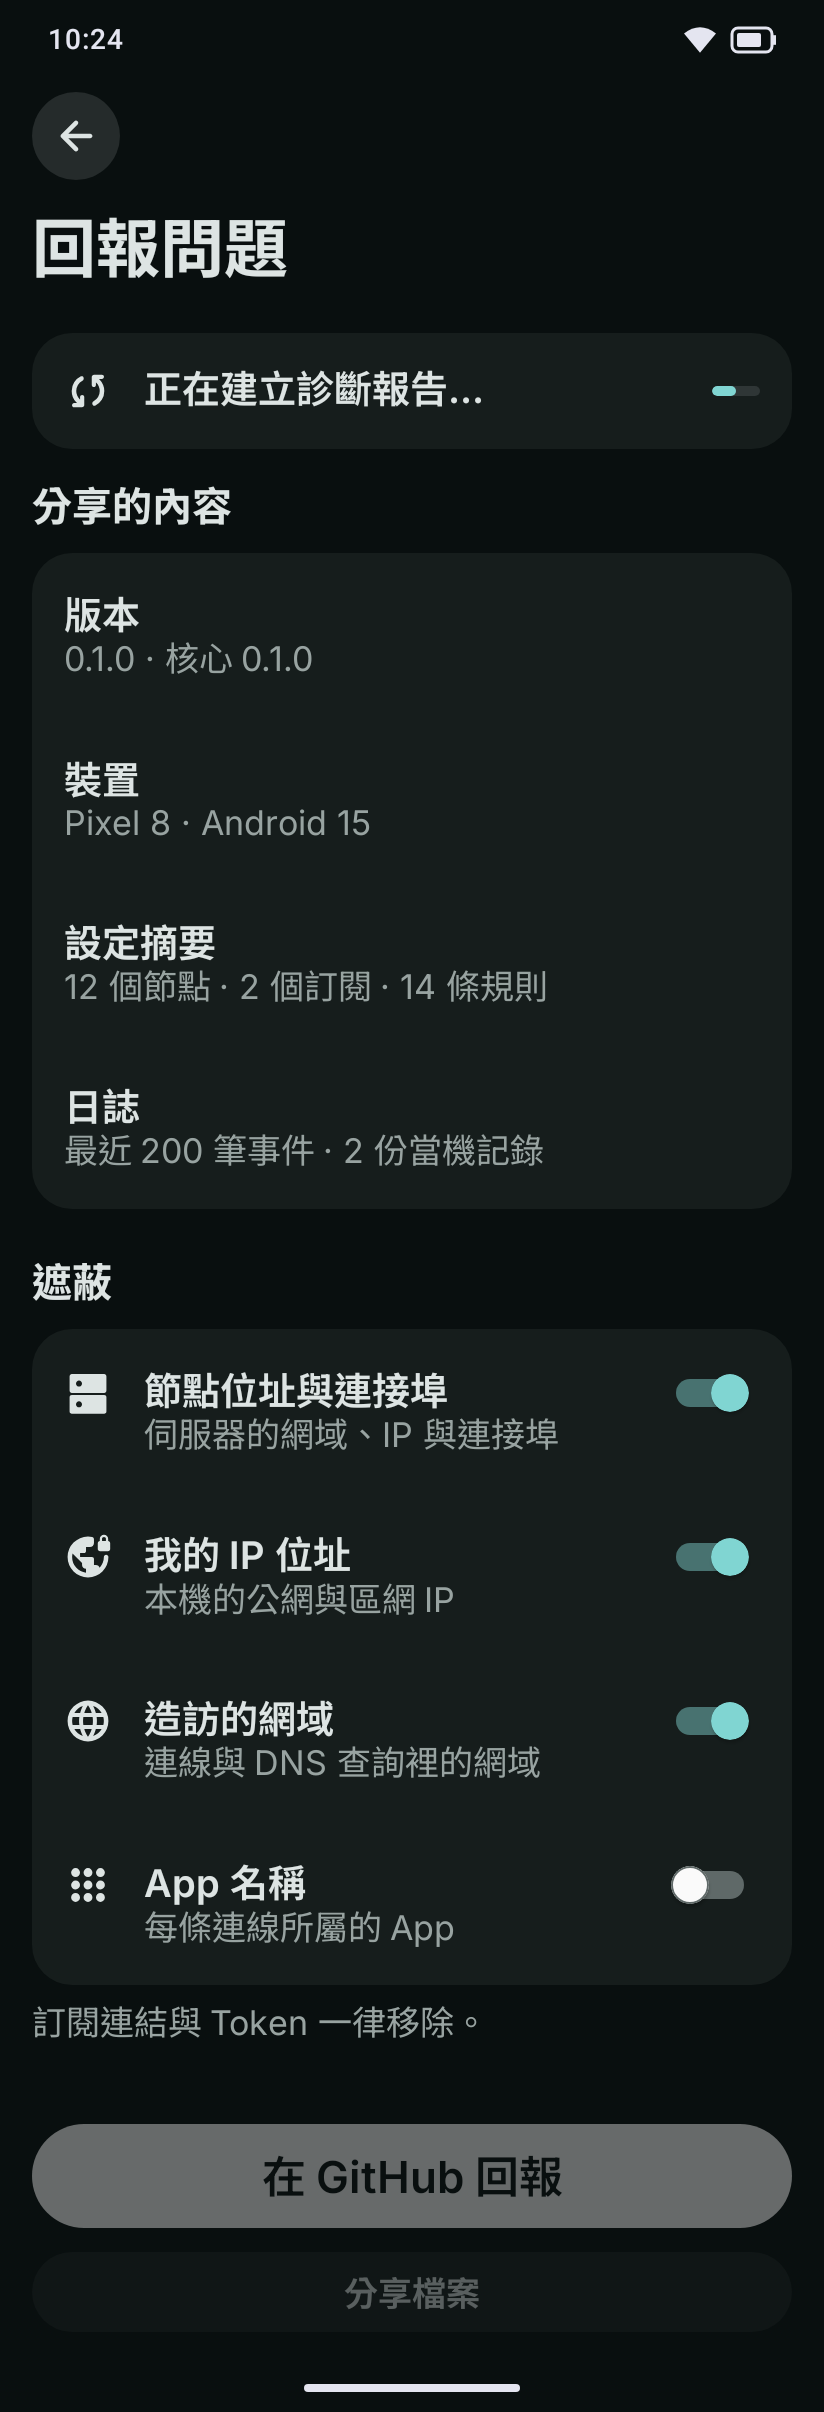 10:24
回報問題
正在建立診斷報告...
分享的內容
版本
0.1.0 · 核心 0.1.0
裝置
Pixel 8 · Android 15
設定摘要
12 個節點 · 2 個訂閱 · 14 條規則
日誌
最近 200 筆事件 · 2 份當機記錄
遮蔽
節點位址與連接埠
伺服器的網域、IP 與連接埠
我的 IP 位址
本機的公網與區網 IP
造訪的網域
連線與 DNS 查詢裡的網域
App 名稱
每條連線所屬的 App
訂閱連結與 Token 一律移除。
在 GitHub 回報
分享檔案